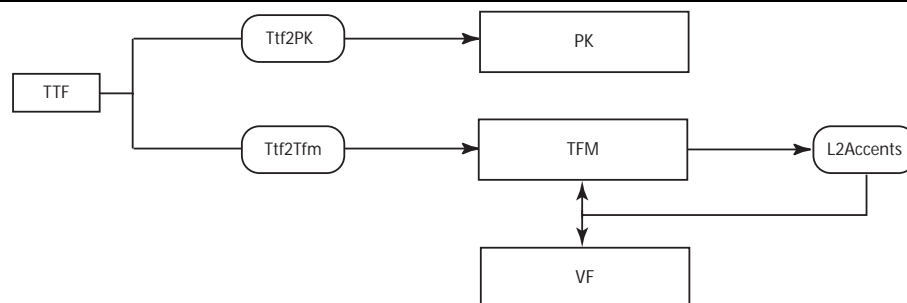 Ttf2PK
PK
TTF
Ttf2Tfm
TFM
L2Accents
VF